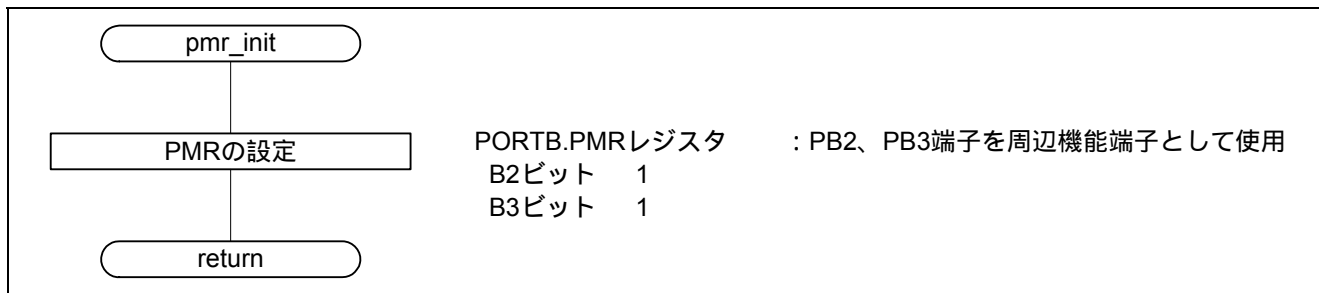 pmr_init
PMRの設定 PORTB.PMRレジスタ ：PB2、PB3端子を周辺機能端子として使用
B2ビット 1
B3ビット 1
return